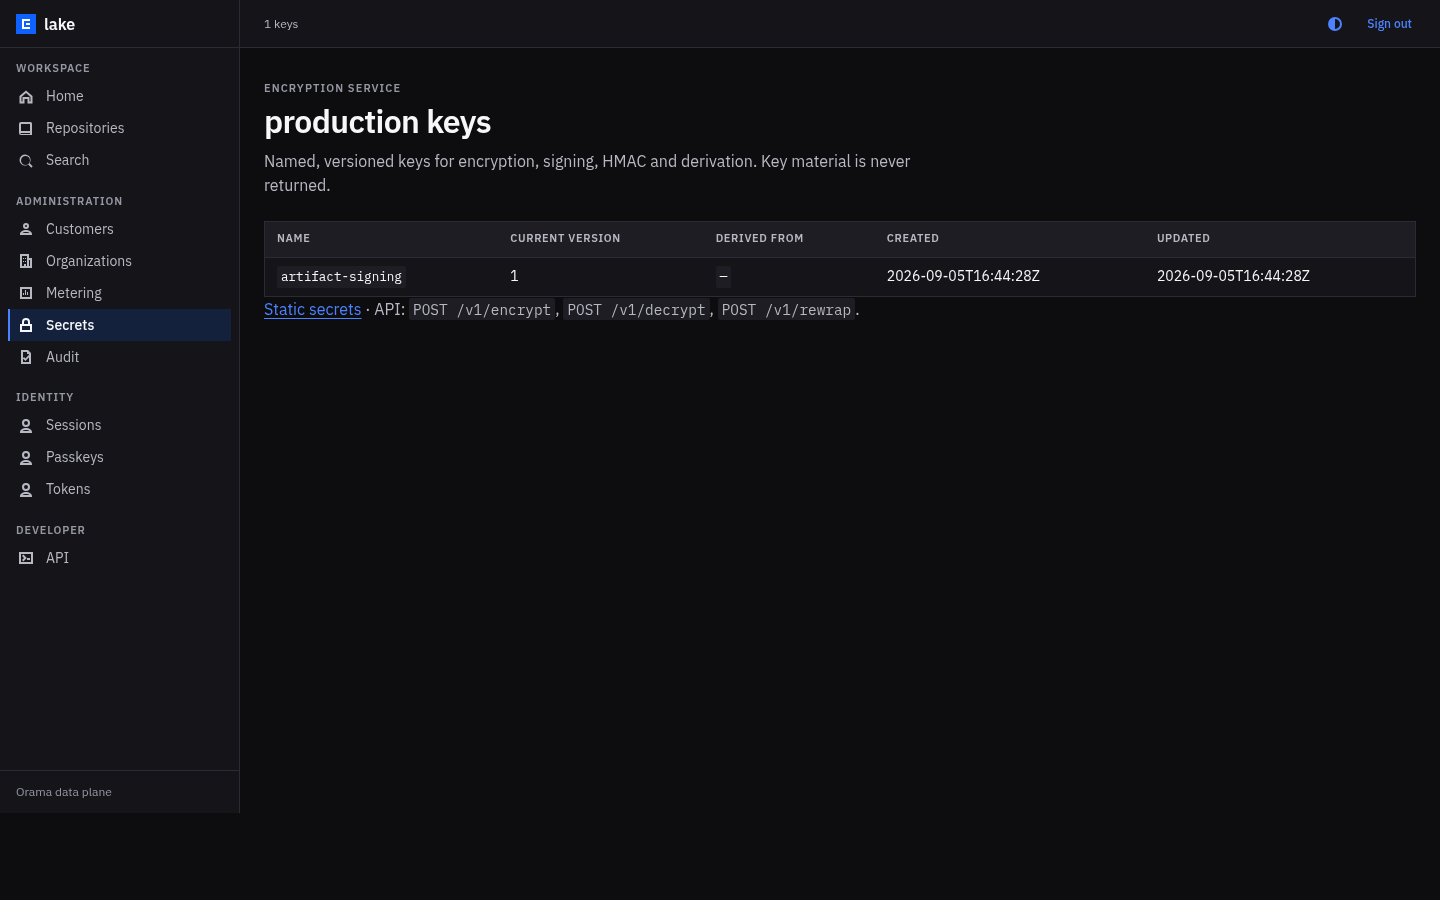 lake
1 keys
Sign out
WORKSPACE
Home
Repositories
Search
ADMINISTRATION
Customers
Organizations
Metering
Secrets
Audit
IDENTITY
Sessions
Passkeys
Tokens
DEVELOPER
API
Orama data plane
ENCRYPTION SERVICE
production keys
Named, versioned keys for encryption, signing, HMAC and derivation. Key material is never
returned.
NAME CURRENT VERSION DERIVED FROM CREATED UPDATED
artifact-signing 1 — 2026-09-05T16:44:28Z 2026-09-05T16:44:28Z
Static secrets · API: POST /v1/encrypt, POST /v1/decrypt, POST /v1/rewrap.